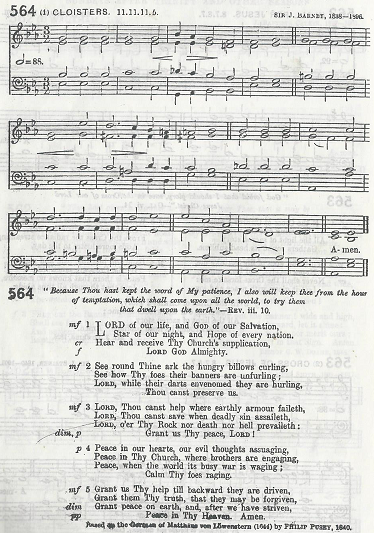 564 (1) CLOISTERS. 11.11.11.5. SIR J. BARNBY, 1838—1896.
=88.
A- men.
564 "Because Thou hast kept the word of My patience, I also will keep thee from the hour
of temptation, which shall come upon all the world, to try them
that dwell upon the earth."—REV. iii. 10.
mf 1 LORD of our life, and GOD of our Salvation,
Star of our night, and Hope of every nation,
cr Hear and receive Thy Church's supplication,
f LORD GOD Almighty.
mf 2 See round Thine ark the hungry billows curling,
See how Thy foes their banners are unfurling;
LORD, while their darts envenomed they are hurling,
Thou canst preserve us.
mf 3 LORD, Thou canst help where earthly armour faileth,
LORD, Thou canst save when deadly sin assaileth,
LORD, o'er Thy Rock nor death nor hell prevaileth:
dim, p Grant us Thy peace, LORD!
p 4 Peace in our hearts, our evil thoughts assuaging,
Peace in Thy Church, where brothers are engaging,
Peace, when the world its busy war is waging;
Calm Thy foes raging.
mf 5 Grant us Thy help till backward they are driven,
Grant them Thy truth, that they may be forgiven,
dim Grant peace on earth, and, after we have striven,
pp Peace in Thy Heaven. Amen.
Based on the German of Matthäus von Löwenstern (1644) by PHILIP PUSEY, 1840.